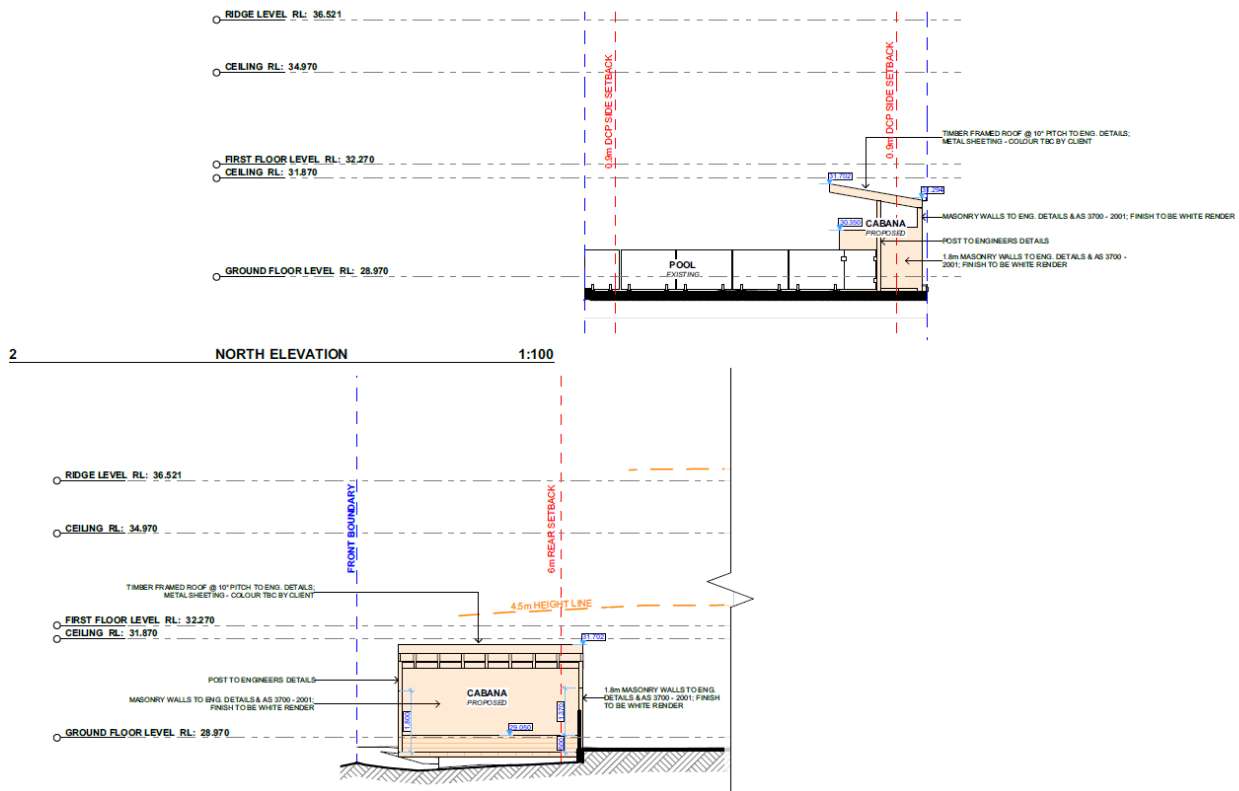 RIDGE LEVEL RL: 36.521
CEILING RL: 34.970
0.9m DCP SIDE SETBACK
0.9m DCP SIDE SETBACK
TIMBER FRAMED ROOF @ 10° PITCH TO ENG. DETAILS;
METAL SHEETING - COLOUR TBC BY CLIENT
FIRST FLOOR LEVEL RL: 32.270
CEILING RL: 31.870
31.702
31.294
30.350
CABANA
PROPOSED
MASONRY WALLS TO ENG. DETAILS & AS 3700 - 2001; FINISH TO BE WHITE RENDER
POST TO ENGINEERS DETAILS
1.8m MASONRY WALLS TO ENG. DETAILS & AS 3700 -
2001; FINISH TO BE WHITE RENDER
POOL
EXISTING
GROUND FLOOR LEVEL RL: 28.970
2 NORTH ELEVATION 1:100
RIDGE LEVEL RL: 36.521
CEILING RL: 34.970
FRONT BOUNDARY
6m REAR SETBACK
TIMBER FRAMED ROOF @ 10° PITCH TO ENG. DETAILS;
METAL SHEETING - COLOUR TBC BY CLIENT
4.5m HEIGHT LINE
FIRST FLOOR LEVEL RL: 32.270
CEILING RL: 31.870
31.702
POST TO ENGINEERS DETAILS
MASONRY WALLS TO ENG. DETAILS & AS 3700 - 2001;
FINISH TO BE WHITE RENDER
CABANA
PROPOSED
1.8m MASONRY WALLS TO ENG.
DETAILS & AS 3700 - 2001; FINISH
TO BE WHITE RENDER
1,800
29.050
GROUND FLOOR LEVEL RL: 28.970